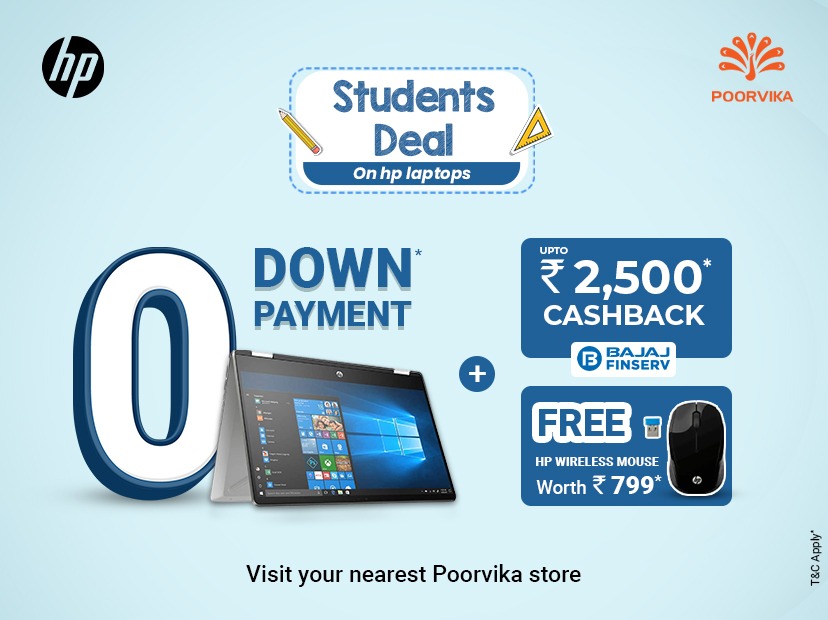 hp
POORVIKA
Students
Deal
On hp laptops
0
DOWN*
PAYMENT
+
UPTO
₹ 2,500*
CASHBACK
BAJAJ
FINSERV
FREE
HP WIRELESS MOUSE
Worth ₹ 799*
Visit your nearest Poorvika store
T&C Apply*